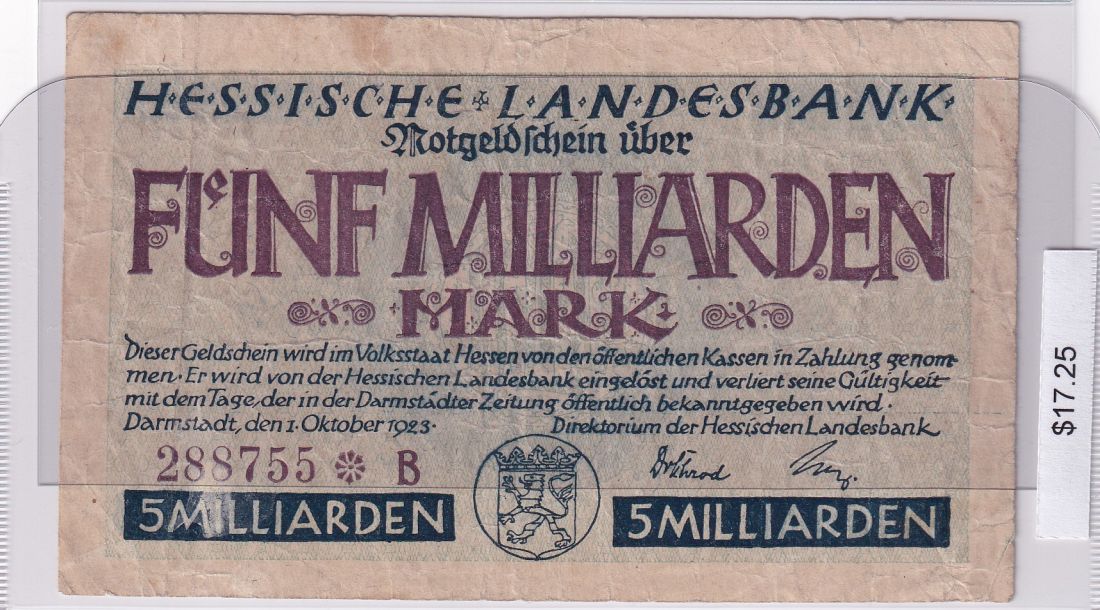 H·E·S·S·I·S·C·H·E·L·A·N·D·E·S·B·A·N·K·
Notgeldschein über
FÜNF MILLIARDEN
MARK
Dieser Geldschein wird im Volksstaat Hessen von den öffentlichen Kassen in Zahlung genom-
men· Er wird von der Hessischen Landesbank eingelöst und verliert seine Gültigkeit
mit dem Tage, der in der Darmstädter Zeitung öffentlich bekanntgegeben wird·
Darmstadt, den 1. Oktober 1923· Direktorium der Hessischen Landesbank
288755 B
5 MILLIARDEN 5 MILLIARDEN
$17.25